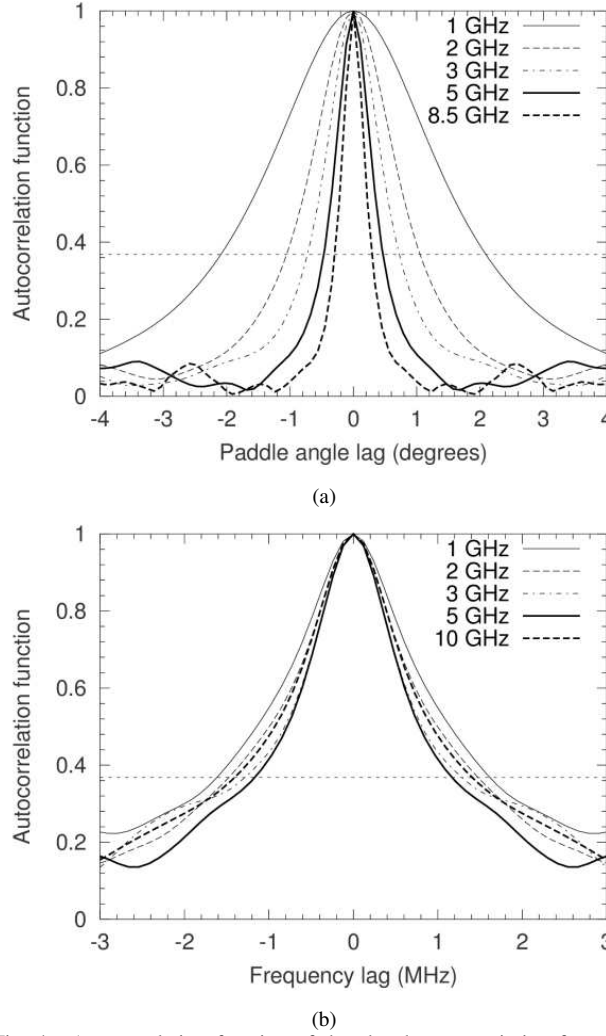 1 GHz
2 GHz
3 GHz
5 GHz
8.5 GHz
1
0.8
0.6
0.4
0.2
0
Autocorrelation function
-4 -3 -2 -1 0 1 2 3 4
Paddle angle lag (degrees)
(a)
1 GHz
2 GHz
3 GHz
5 GHz
10 GHz
1
0.8
0.6
0.4
0.2
0
Autocorrelation function
-3 -2 -1 0 1 2 3
Frequency lag (MHz)
(b)